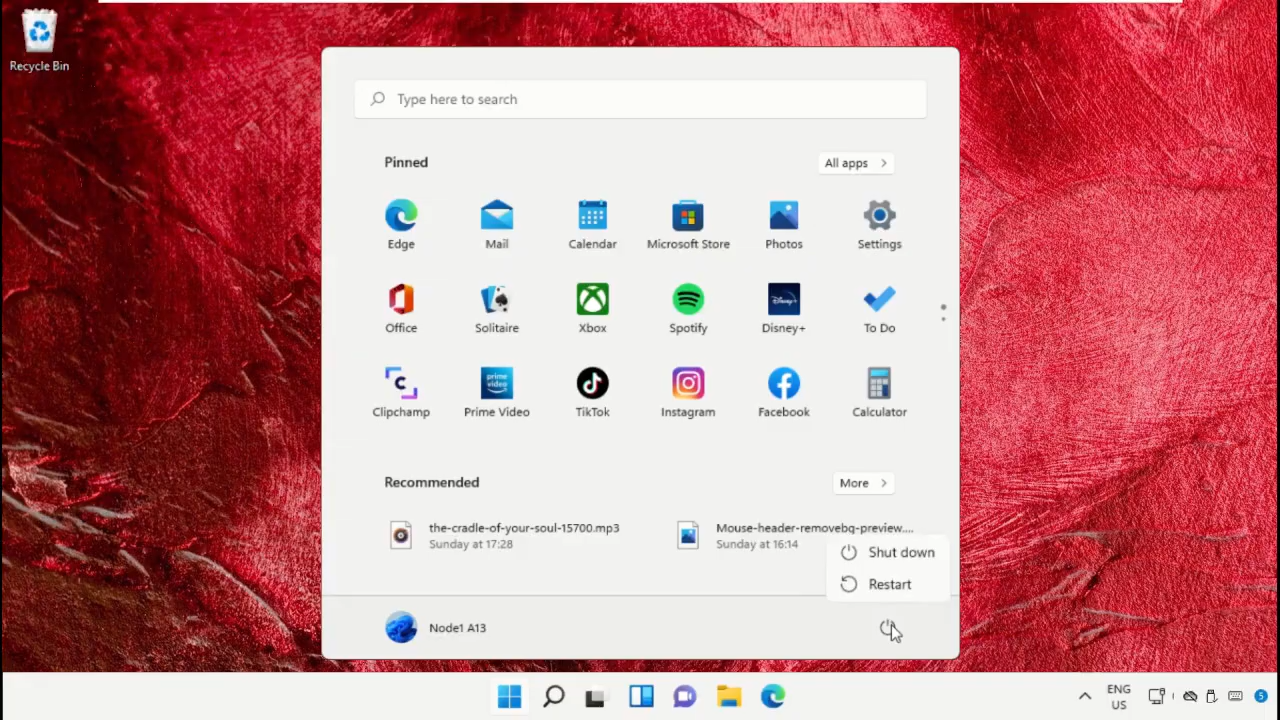 Recycle Bin
Type here to search
Pinned
All apps
Edge
Mail
Calendar
Microsoft Store
Photos
Settings
Office
Solitaire
Xbox
Spotify
Disney+
To Do
prime
video
Clipchamp
Prime Video
TikTok
Instagram
Facebook
Calculator
Recommended
More
the-cradle-of-your-soul-15700.mp3
Sunday at 17:28
Mouse-header-removebg-preview....
Sunday at 16:14
Shut down
Restart
Node1 A13
ENG
US
5